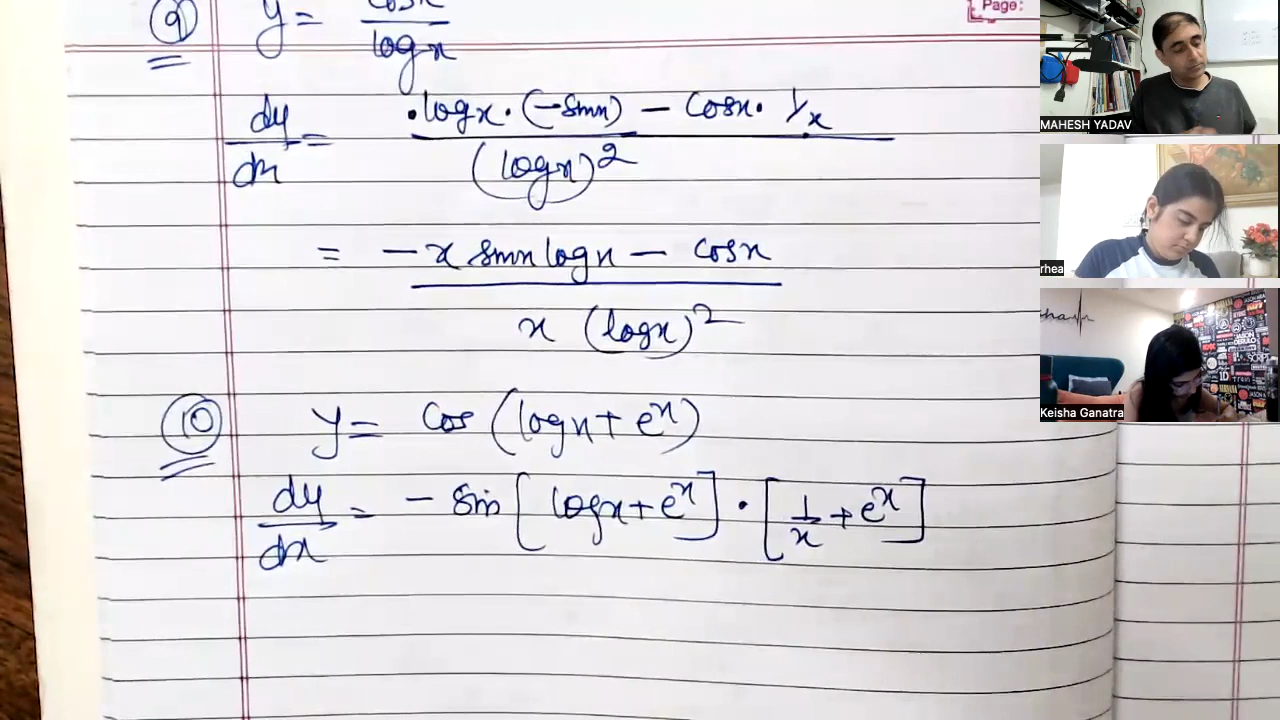 Page:
9 y = cosx / logx
dy/dx = logx · (-sinx) - cosx · 1/x / (logx)2
= -x sinx logx - cosx / x (logx)2
10 y = cos (logx + ex)
dy/dx = - sin [logx + ex] · [1/x + ex]
MAHESH YADAV
rhea
Keisha Ganatra